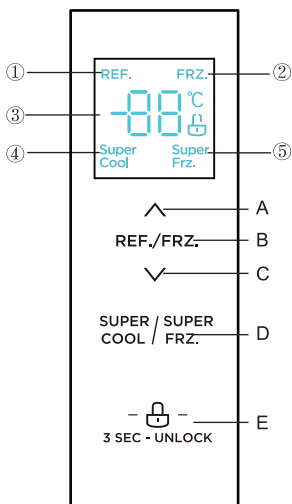 ① REF. FRZ. ②
③ -88 °C
④ Super Cool Super Frz. ⑤
A
REF./FRZ. B
C
SUPER COOL / SUPER FRZ. D
E
3 SEC - UNLOCK